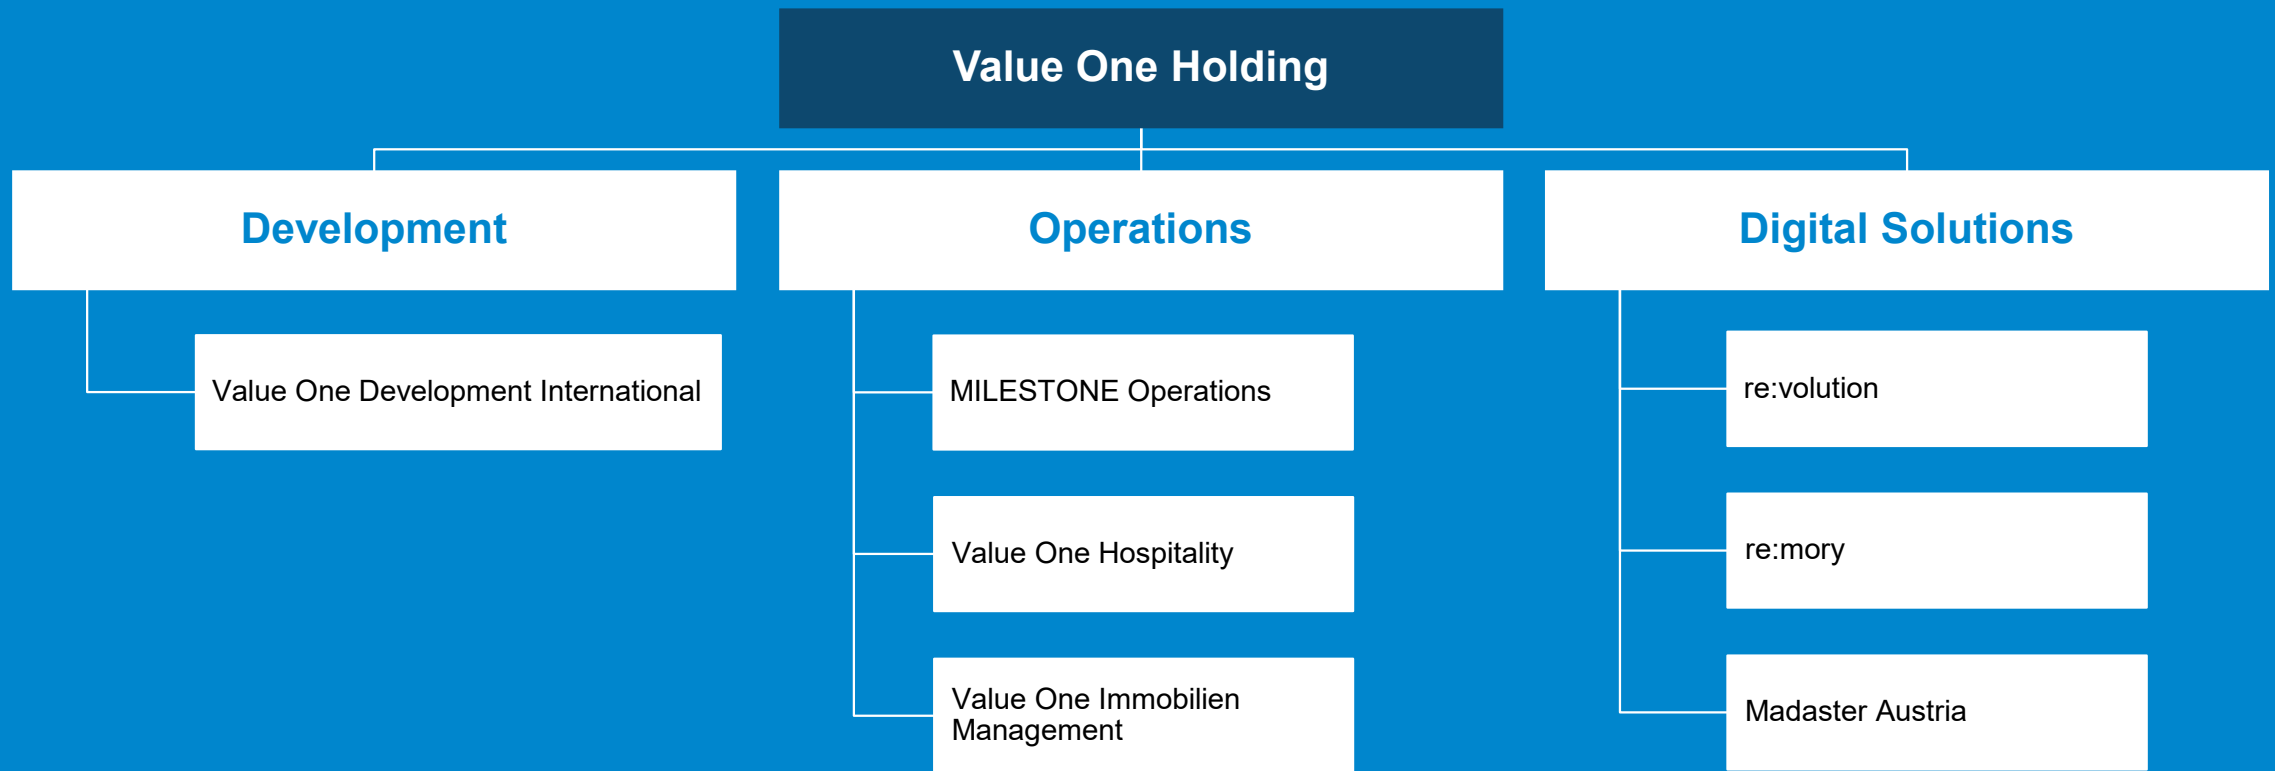 Value One Holding
Development
Operations
Digital Solutions
Value One Development International
MILESTONE Operations
Value One Hospitality
Value One Immobilien
Management
re:volution
re:mory
Madaster Austria